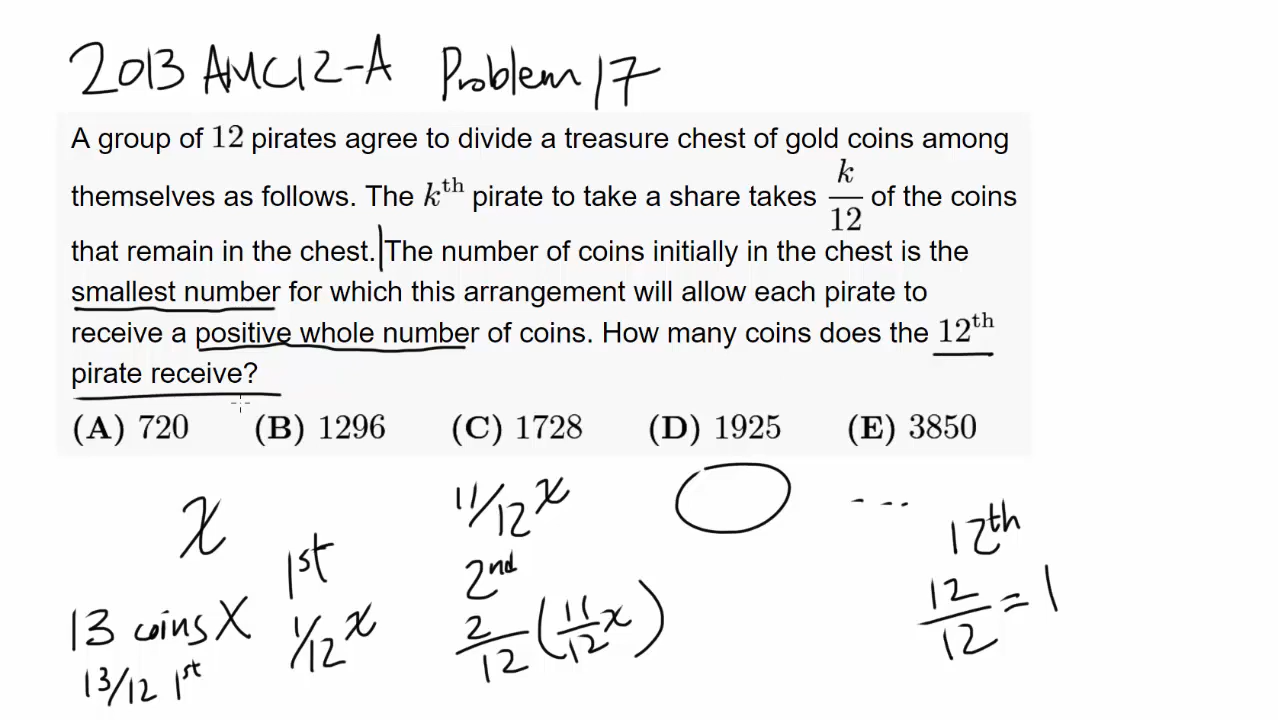 2013 AMC12-A Problem 17
A group of 12 pirates agree to divide a treasure chest of gold coins among
themselves as follows. The k^th pirate to take a share takes k/12 of the coins
that remain in the chest. The number of coins initially in the chest is the
smallest number for which this arrangement will allow each pirate to
receive a positive whole number of coins. How many coins does the 12^th
pirate receive?
(A) 720 (B) 1296 (C) 1728 (D) 1925 (E) 3850
x 11/12 x ... 12^th
1st 2nd
13 coins X 1/12 x 2/12 (11/12 x) 12/12 = 1
13/12 1st